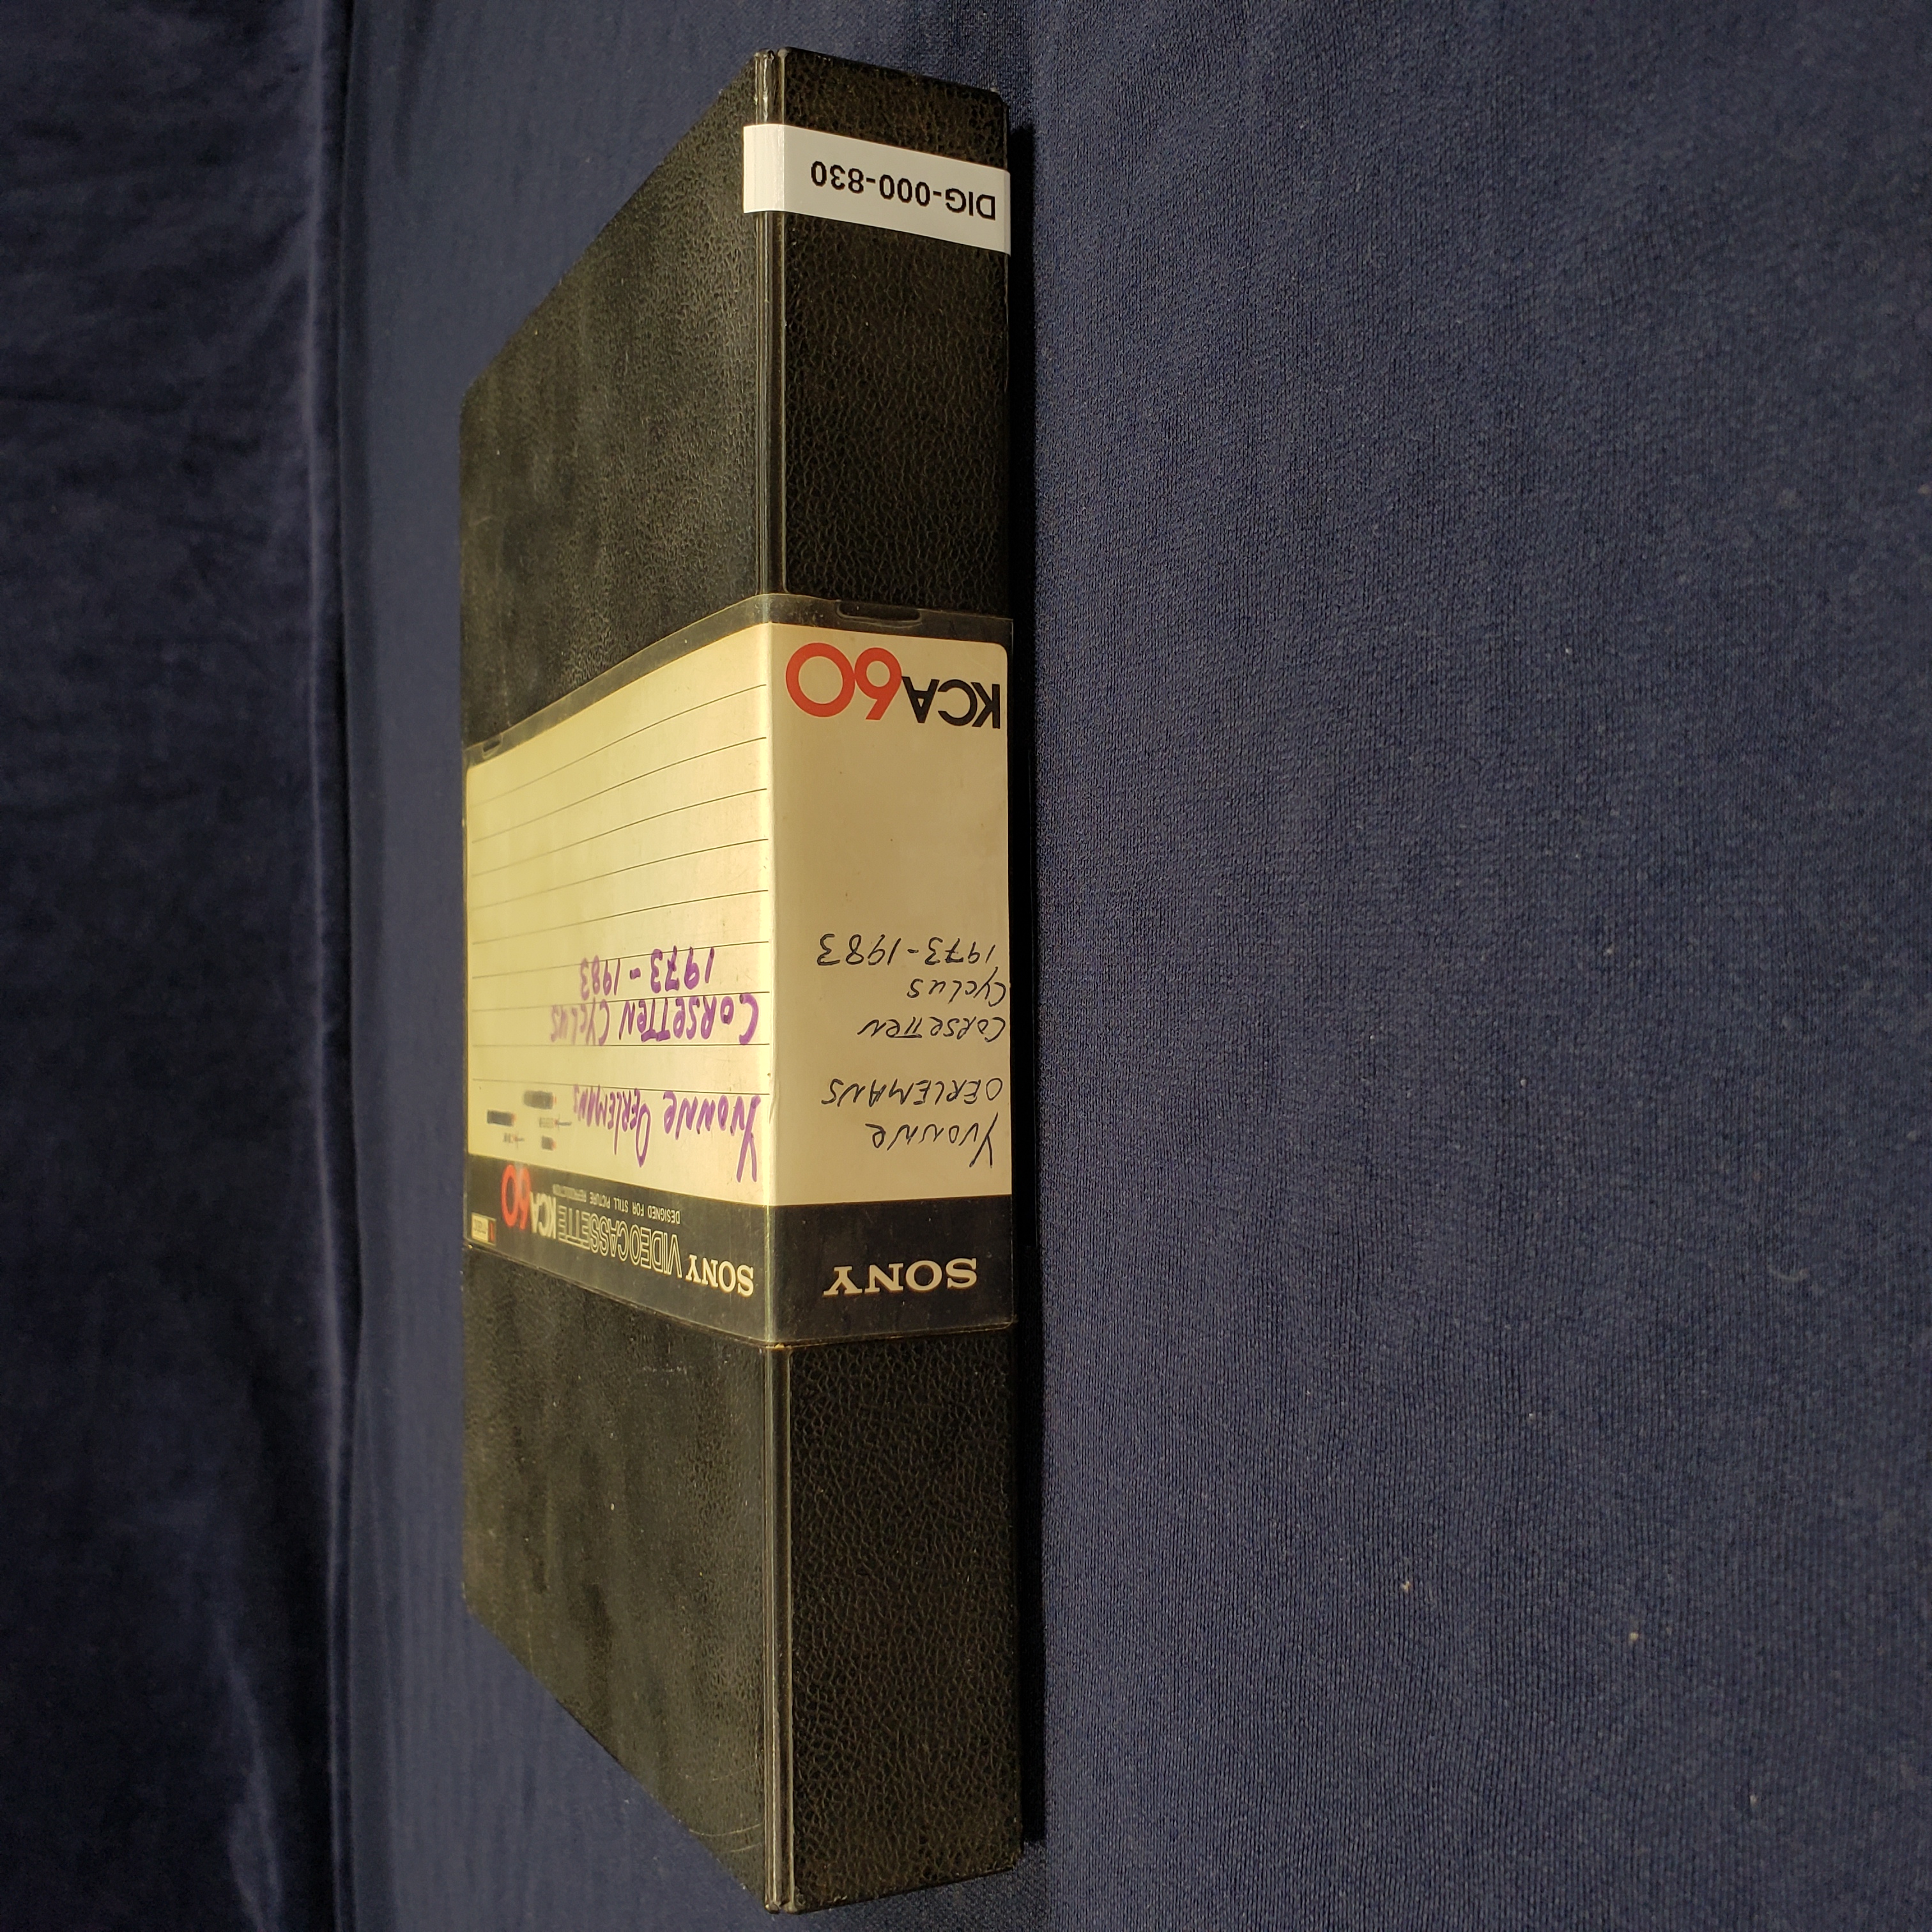 DIG-000-830
SONY
Yvonne
OERLEMANS
CORSETTEN
Cyclus
1973-1983
KCA60
SONY VIDEOCASSETTE KCA60
DESIGNED FOR STILL PICTURE REPRODUCTION
Yvonne OERLEMANS
CORSETTEN CYCLUS
1973-1983